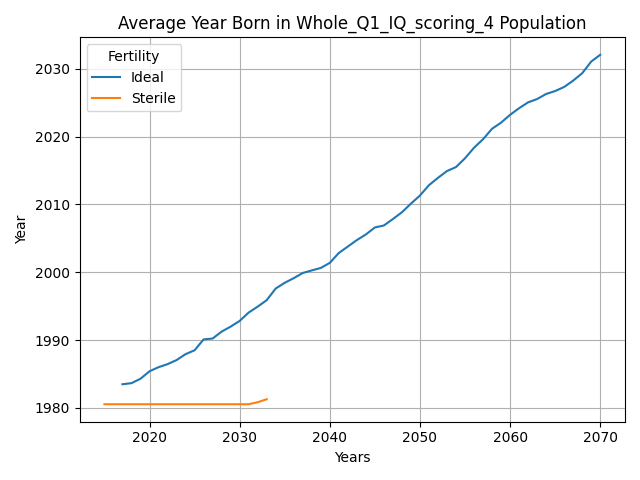 Average Year Born in Whole_Q1_IQ_scoring_4 Population
Fertility
Ideal
Sterile
2030
2020
2010
2000
1990
1980
Year
2020 2030 2040 2050 2060 2070
Years